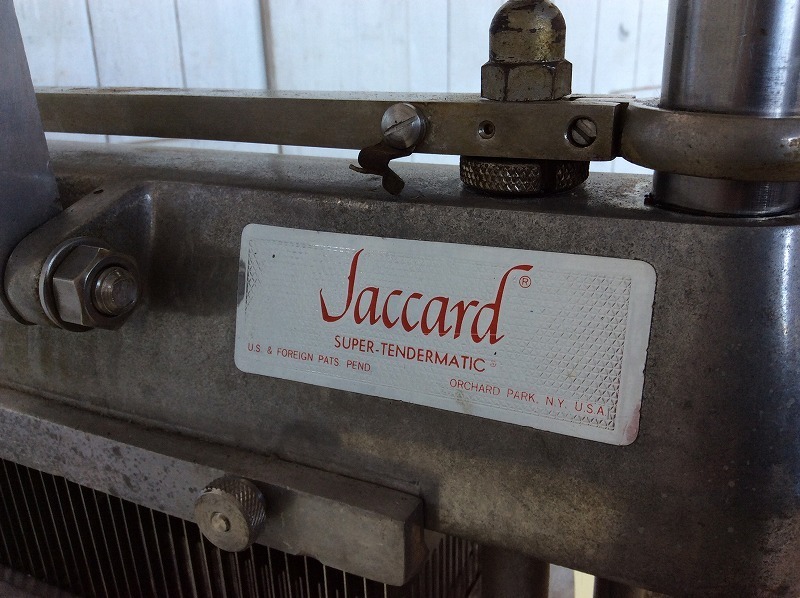 Jaccard®
SUPER-TENDERMATIC®
U.S. & FOREIGN PATS. PEND
ORCHARD PARK, N.Y. U.S.A.